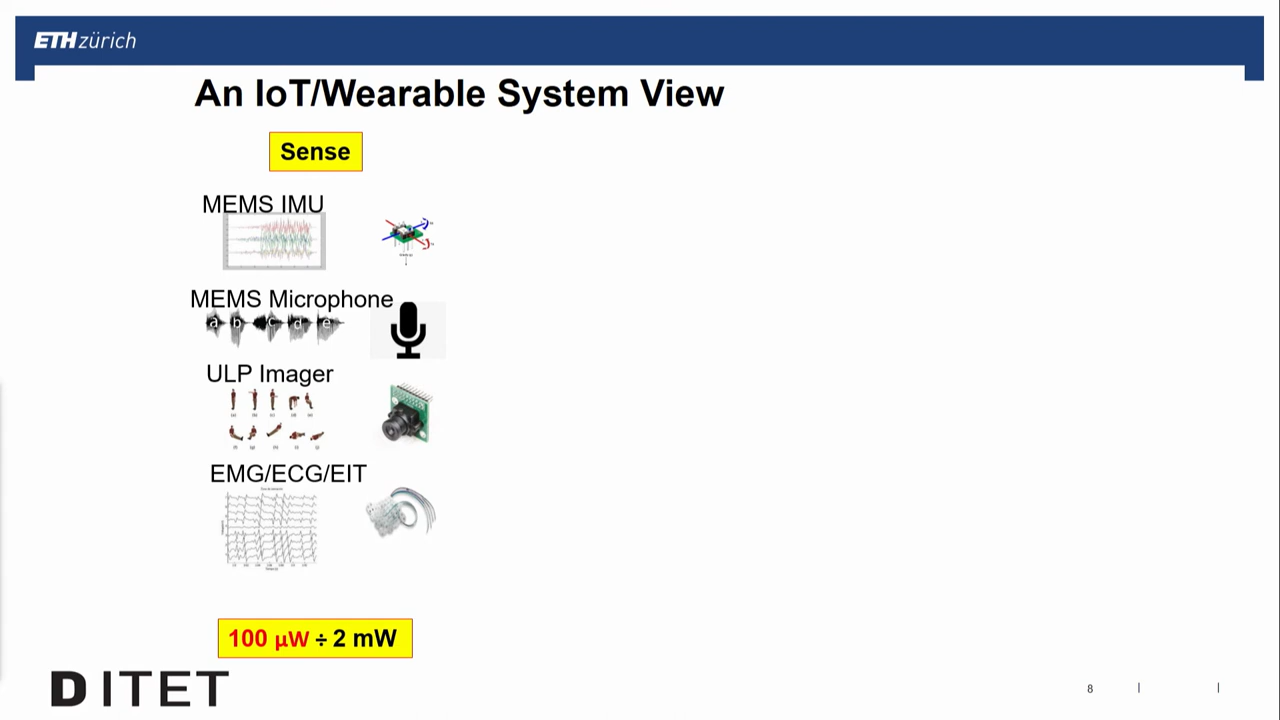 ETH zürich
An IoT/Wearable System View
Sense
MEMS IMU
MEMS Microphone
a b c d e
ULP Imager
(a) (b) (c) (d) (e)
(f) (g) (h) (i) (j)
EMG/ECG/EIT
100 µW ÷ 2 mW
D ITET
8